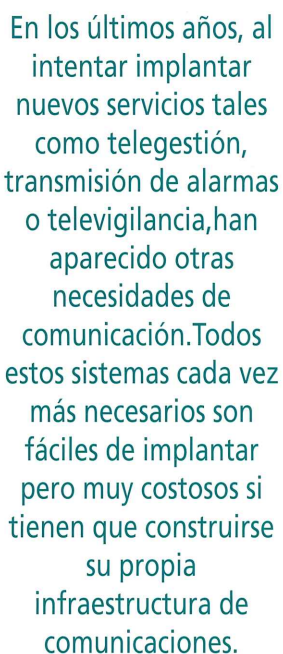 En los últimos años, al
intentar implantar
nuevos servicios tales
como telegestión,
transmisión de alarmas
o televigilancia,han
aparecido otras
necesidades de
comunicación.Todos
estos sistemas cada vez
más necesarios son
fáciles de implantar
pero muy costosos si
tienen que construirse
su propia
infraestructura de
comunicaciones.